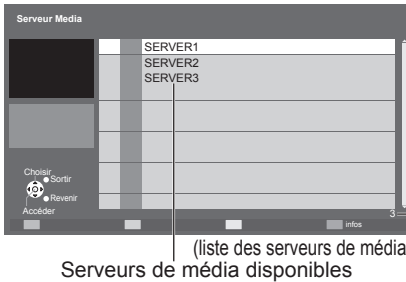 Serveur Media
SERVER1
SERVER2
SERVER3
Choisir
Sortir
Revenir
Accéder
3
infos
(liste des serveurs de média
Serveurs de média disponibles